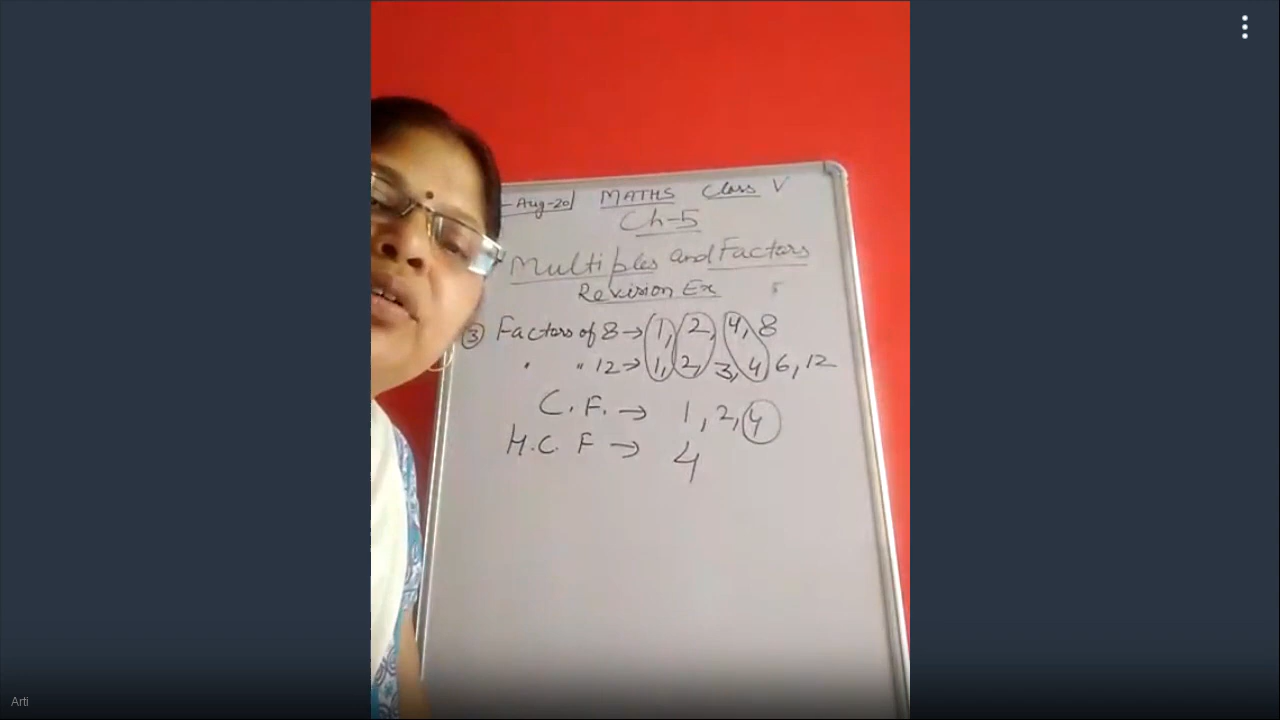 -Aug-20 MATHS Class V
Ch-5
Multiples and Factors
Revision Ex
③ Factors of 8 → 1, 2, 4, 8
" " 12 → 1, 2, 3, 4 6, 12
C.F. → 1, 2, 4
H.C.F → 4
Arti